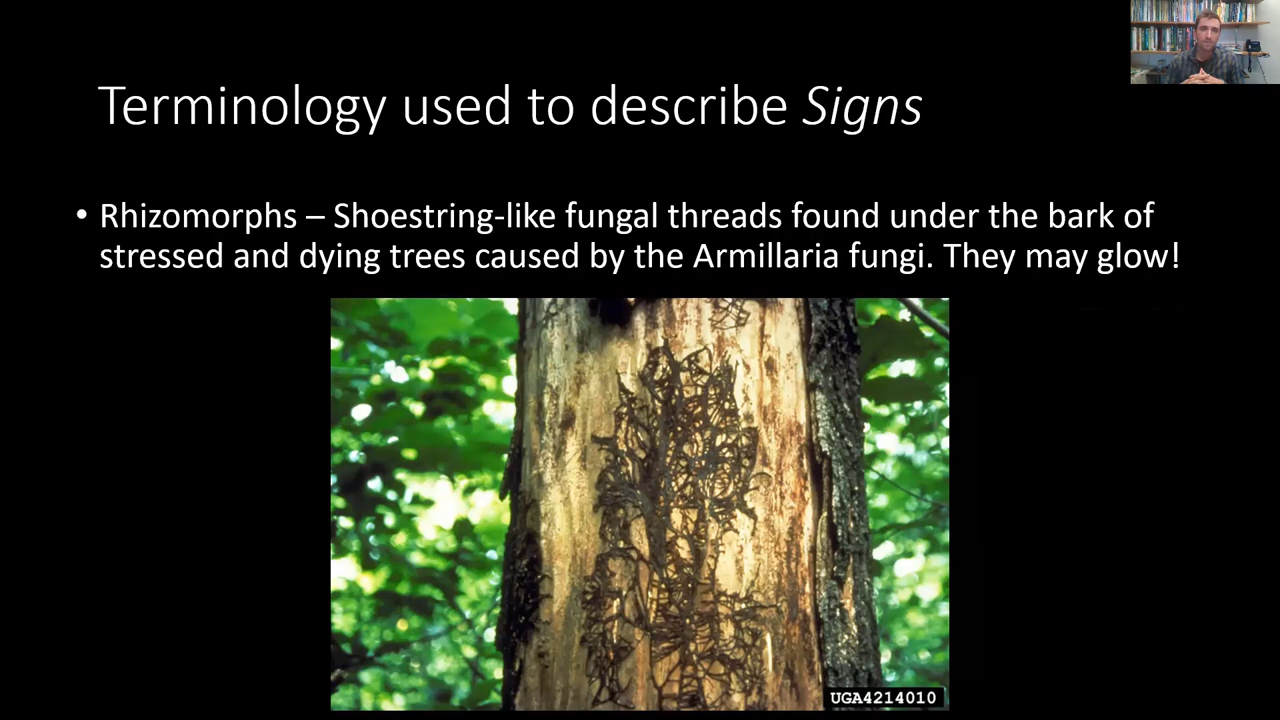 Terminology used to describe Signs
• Rhizomorphs – Shoestring-like fungal threads found under the bark of
stressed and dying trees caused by the Armillaria fungi. They may glow!
UGA4214010